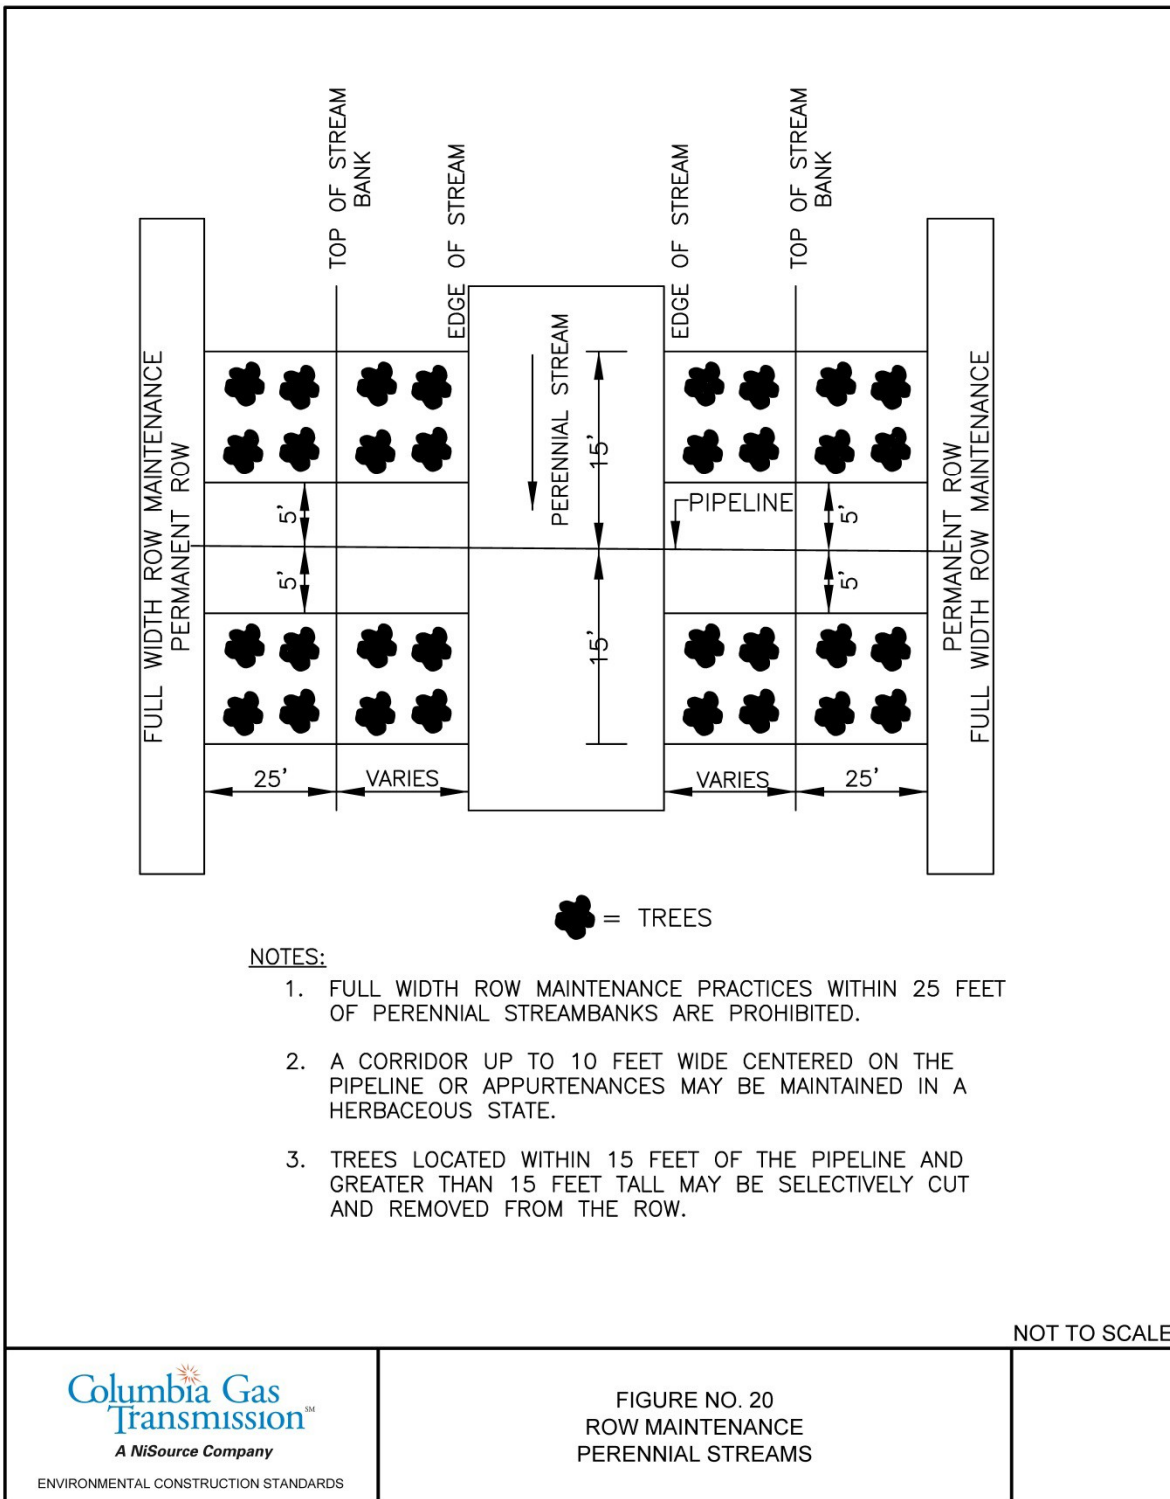 TOP OF STREAM
BANK
EDGE OF STREAM
EDGE OF STREAM
TOP OF STREAM
BANK
FULL WIDTH ROW MAINTENANCE
PERMANENT ROW
PERENNIAL STREAM
15'
15'
PIPELINE
5'
5'
5'
5'
PERMANENT ROW
FULL WIDTH ROW MAINTENANCE
25'
VARIES
VARIES
25'
= TREES
NOTES:
1. FULL WIDTH ROW MAINTENANCE PRACTICES WITHIN 25 FEET
OF PERENNIAL STREAMBANKS ARE PROHIBITED.
2. A CORRIDOR UP TO 10 FEET WIDE CENTERED ON THE
PIPELINE OR APPURTENANCES MAY BE MAINTAINED IN A
HERBACEOUS STATE.
3. TREES LOCATED WITHIN 15 FEET OF THE PIPELINE AND
GREATER THAN 15 FEET TALL MAY BE SELECTIVELY CUT
AND REMOVED FROM THE ROW.
NOT TO SCALE
Columbia Gas
Transmission℠
A NiSource Company
ENVIRONMENTAL CONSTRUCTION STANDARDS
FIGURE NO. 20
ROW MAINTENANCE
PERENNIAL STREAMS